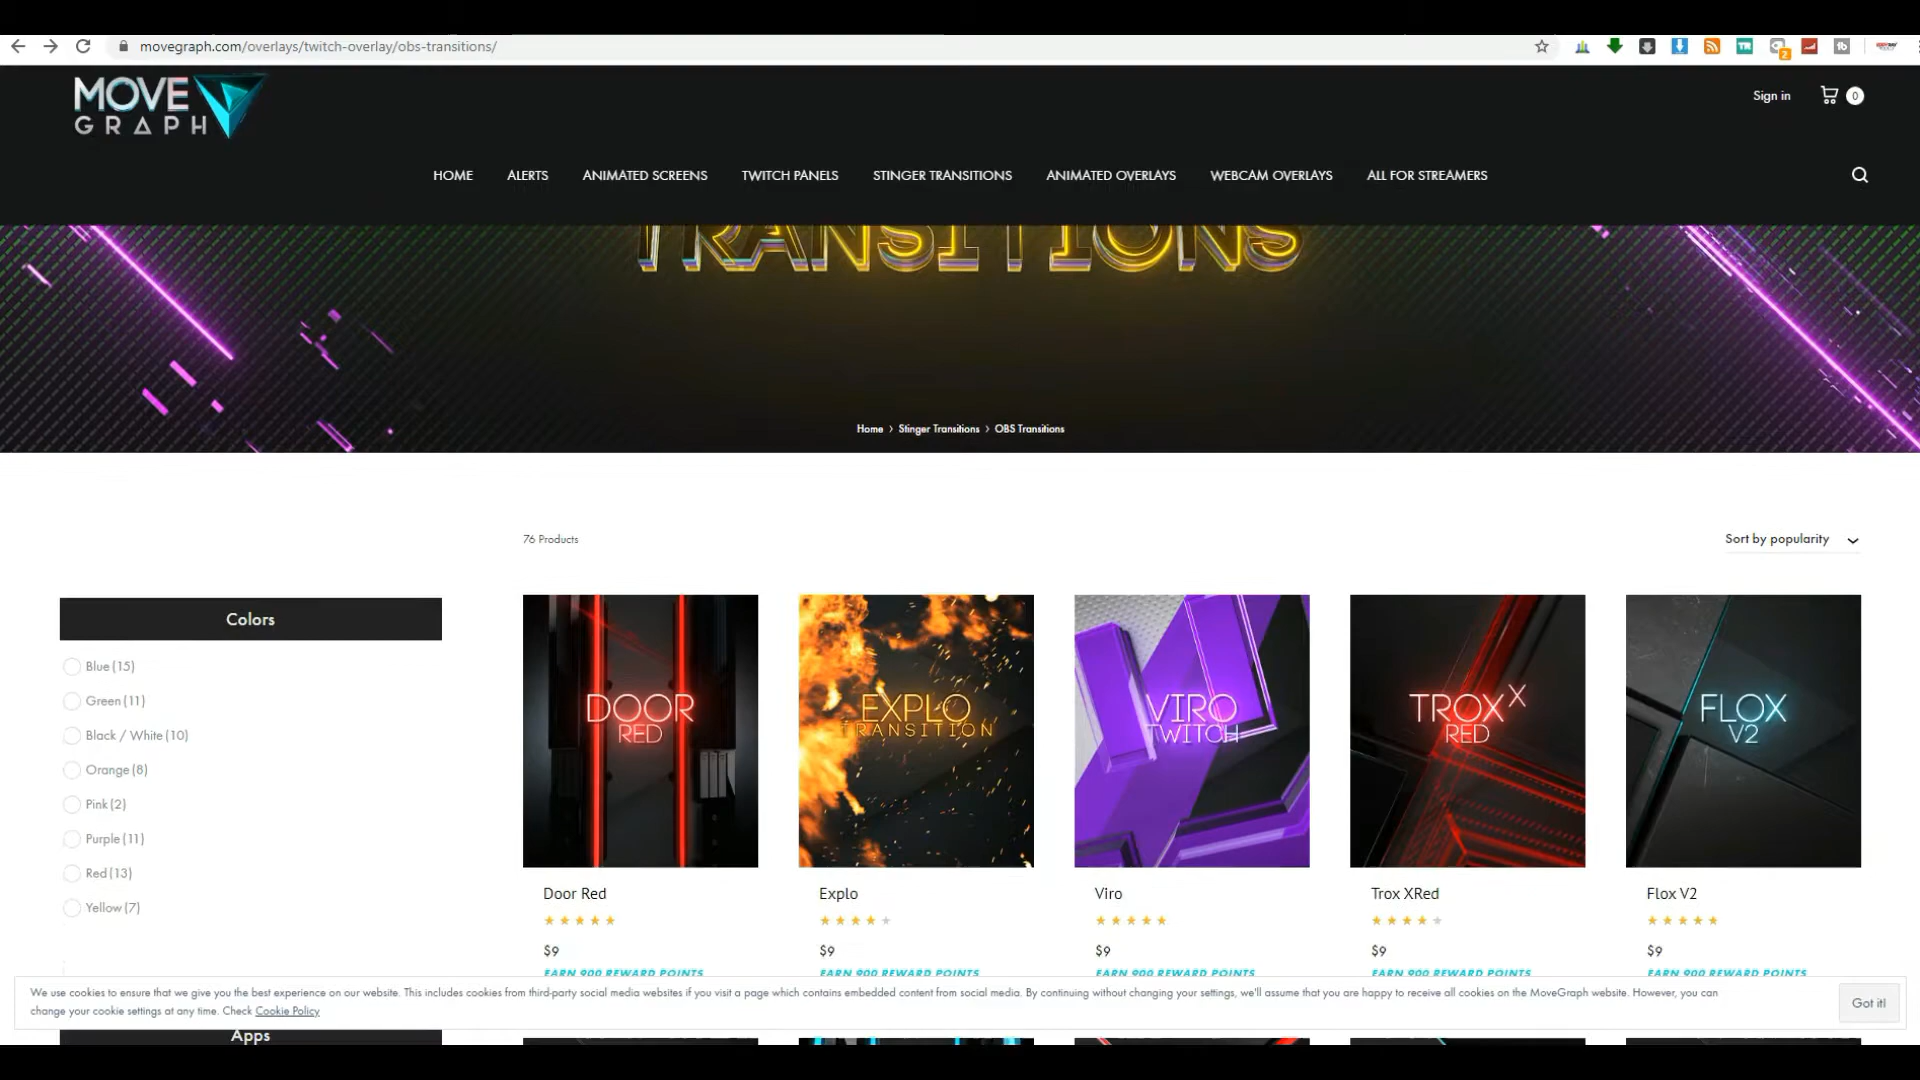 movegraph.com/overlays/twitch-overlay/obs-transitions/
MOVE
GRAPH
Sign in
0
HOME ALERTS ANIMATED SCREENS TWITCH PANELS STINGER TRANSITIONS ANIMATED OVERLAYS WEBCAM OVERLAYS ALL FOR STREAMERS
TRANSITIONS
Home > Stinger Transitions > OBS Transitions
76 Products
Sort by popularity
Colors
Blue (15)
Green (11)
Black / White (10)
Orange (8)
Pink (2)
Purple (11)
Red (13)
Yellow (7)
DOOR
RED
EXPLO
TRANSITION
VIRO
TWITCH
TROX X
RED
FLOX
V2
Door Red
$9
EARN 900 REWARD POINTS
Explo
$9
EARN 900 REWARD POINTS
Viro
$9
EARN 900 REWARD POINTS
Trox XRed
$9
EARN 900 REWARD POINTS
Flox V2
$9
EARN 900 REWARD POINTS
We use cookies to ensure that we give you the best experience on our website. This includes cookies from third-party social media websites if you visit a page which contains embedded content from social media. By continuing without changing your settings, we'll assume that you are happy to receive all cookies on the MoveGraph website. However, you can
change your cookie settings at any time. Check Cookie Policy
Got it!
Apps